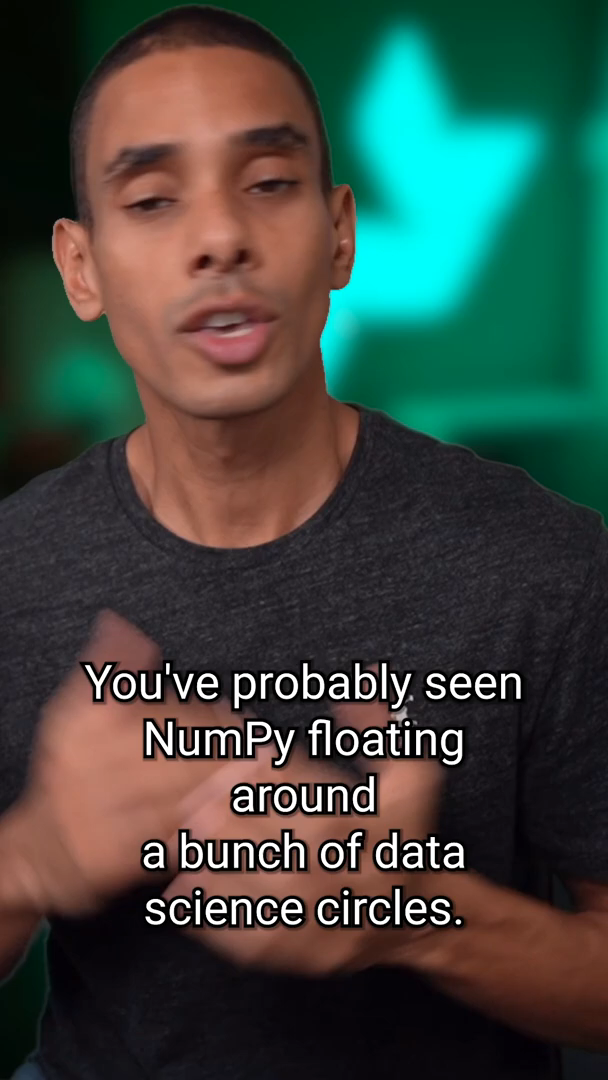 You've probably seen
NumPy floating
around
a bunch of data
science circles.